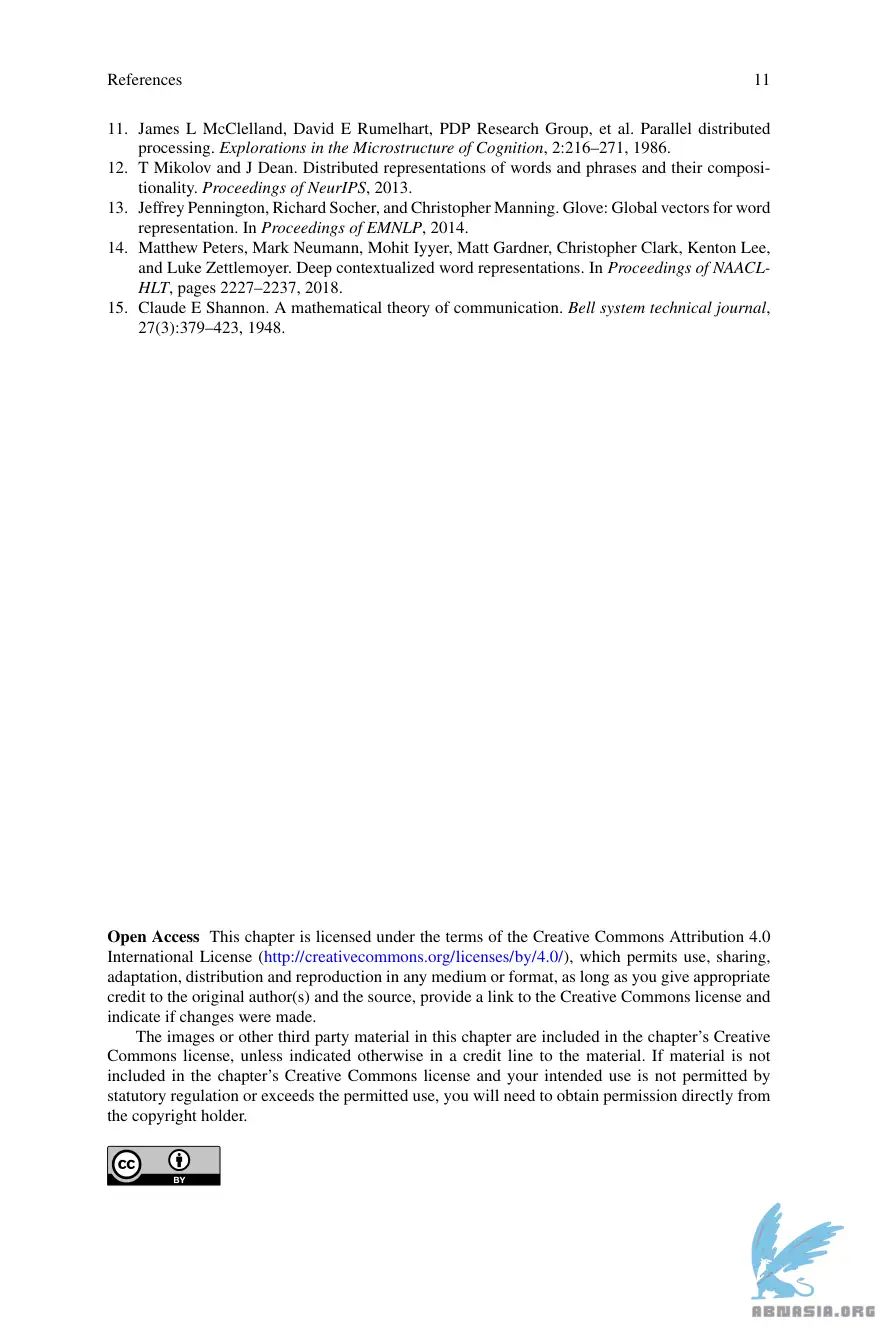 References 11
11. James L McClelland, David E Rumelhart, PDP Research Group, et al. Parallel distributed
processing. Explorations in the Microstructure of Cognition, 2:216–271, 1986.
12. T Mikolov and J Dean. Distributed representations of words and phrases and their composi-
tionality. Proceedings of NeurIPS, 2013.
13. Jeffrey Pennington, Richard Socher, and Christopher Manning. Glove: Global vectors for word
representation. In Proceedings of EMNLP, 2014.
14. Matthew Peters, Mark Neumann, Mohit Iyyer, Matt Gardner, Christopher Clark, Kenton Lee,
and Luke Zettlemoyer. Deep contextualized word representations. In Proceedings of NAACL-
HLT, pages 2227–2237, 2018.
15. Claude E Shannon. A mathematical theory of communication. Bell system technical journal,
27(3):379–423, 1948.
Open Access This chapter is licensed under the terms of the Creative Commons Attribution 4.0
International License (http://creativecommons.org/licenses/by/4.0/), which permits use, sharing,
adaptation, distribution and reproduction in any medium or format, as long as you give appropriate
credit to the original author(s) and the source, provide a link to the Creative Commons license and
indicate if changes were made.
The images or other third party material in this chapter are included in the chapter's Creative
Commons license, unless indicated otherwise in a credit line to the material. If material is not
included in the chapter's Creative Commons license and your intended use is not permitted by
statutory regulation or exceeds the permitted use, you will need to obtain permission directly from
the copyright holder.
cc
BY
ABNASIA.ORG